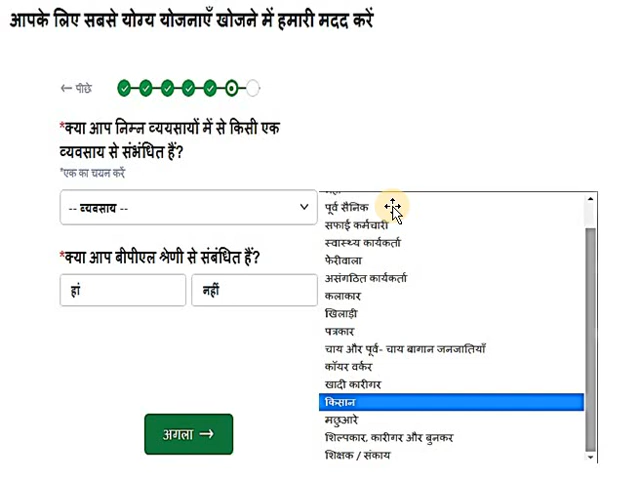 आपके लिए सबसे योग्य योजनाएँ खोजने में हमारी मदद करें
← पीछे
*क्या आप निम्न व्ययसायों में से किसी एक
व्यवसाय से संभंधित हैं?
*एक का चयन करें
-- व्यवसाय --
*क्या आप बीपीएल श्रेणी से संबंधित हैं?
हां
नहीं
अगला →
पूर्व सैनिक
सफाई कर्मचारी
स्वास्थ्य कार्यकर्ता
फेरीवाला
असंगठित कार्यकर्ता
कलाकार
खिलाड़ी
पत्रकार
चाय और पूर्व- चाय बागान जनजातियाँ
कॉयर वर्कर
खादी कारीगर
किसान
मछुआरे
शिल्पकार, कारीगर और बुनकर
शिक्षक / संकाय